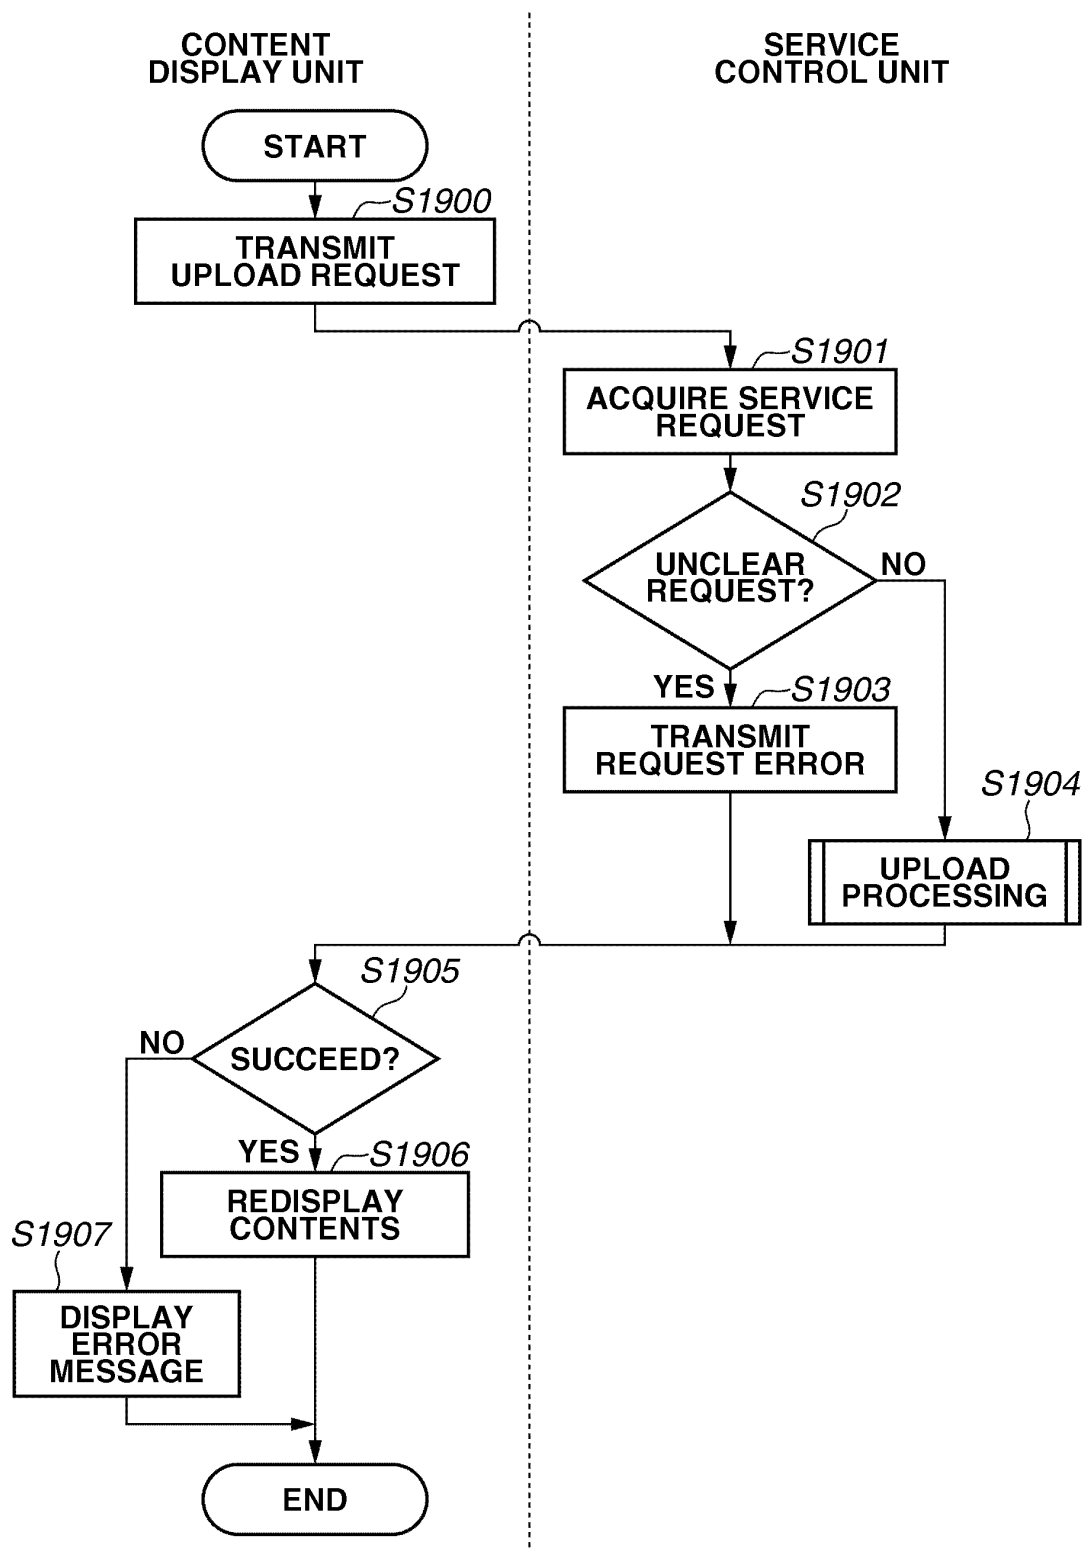 CONTENT
DISPLAY UNIT
SERVICE
CONTROL UNIT
START
S1900
TRANSMIT
UPLOAD REQUEST
S1901
ACQUIRE SERVICE
REQUEST
S1902
UNCLEAR
REQUEST?
NO
YES
S1903
TRANSMIT
REQUEST ERROR
S1904
UPLOAD
PROCESSING
S1905
SUCCEED?
NO
YES
S1906
REDISPLAY
CONTENTS
S1907
DISPLAY
ERROR
MESSAGE
END